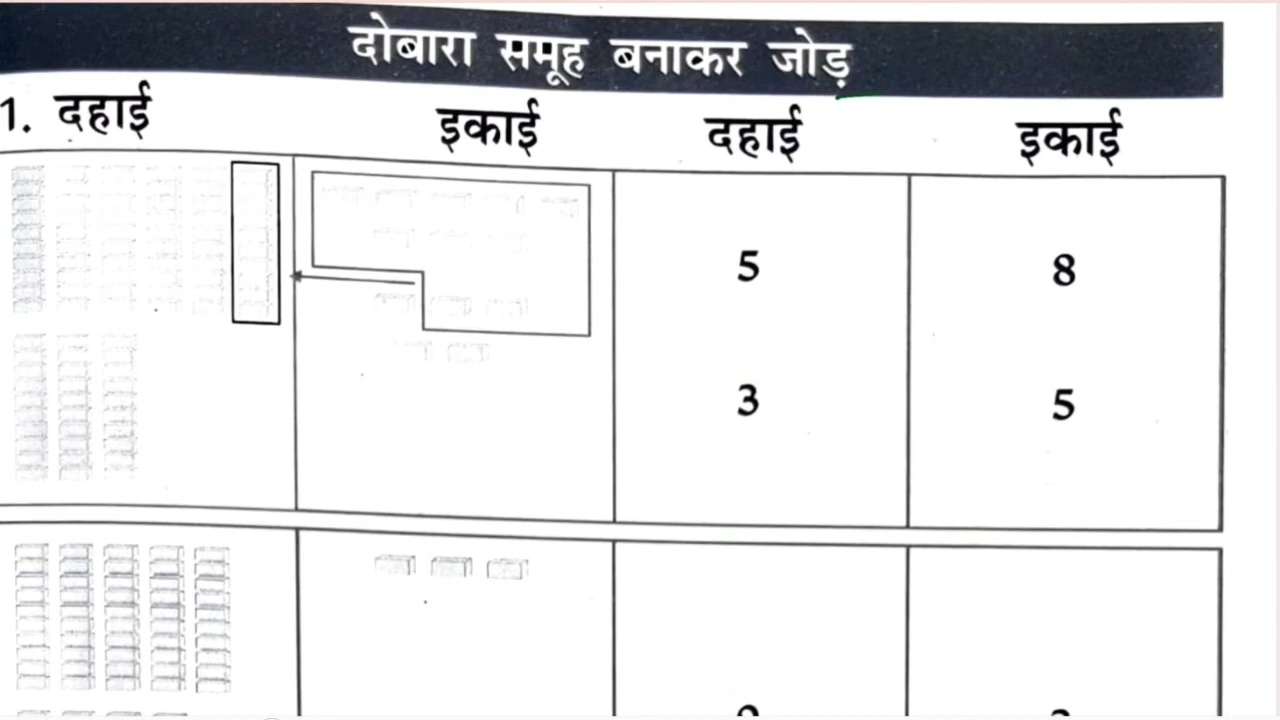 दोबारा समूह बनाकर जोड़
1. दहाई इकाई दहाई इकाई
5 8
3 5